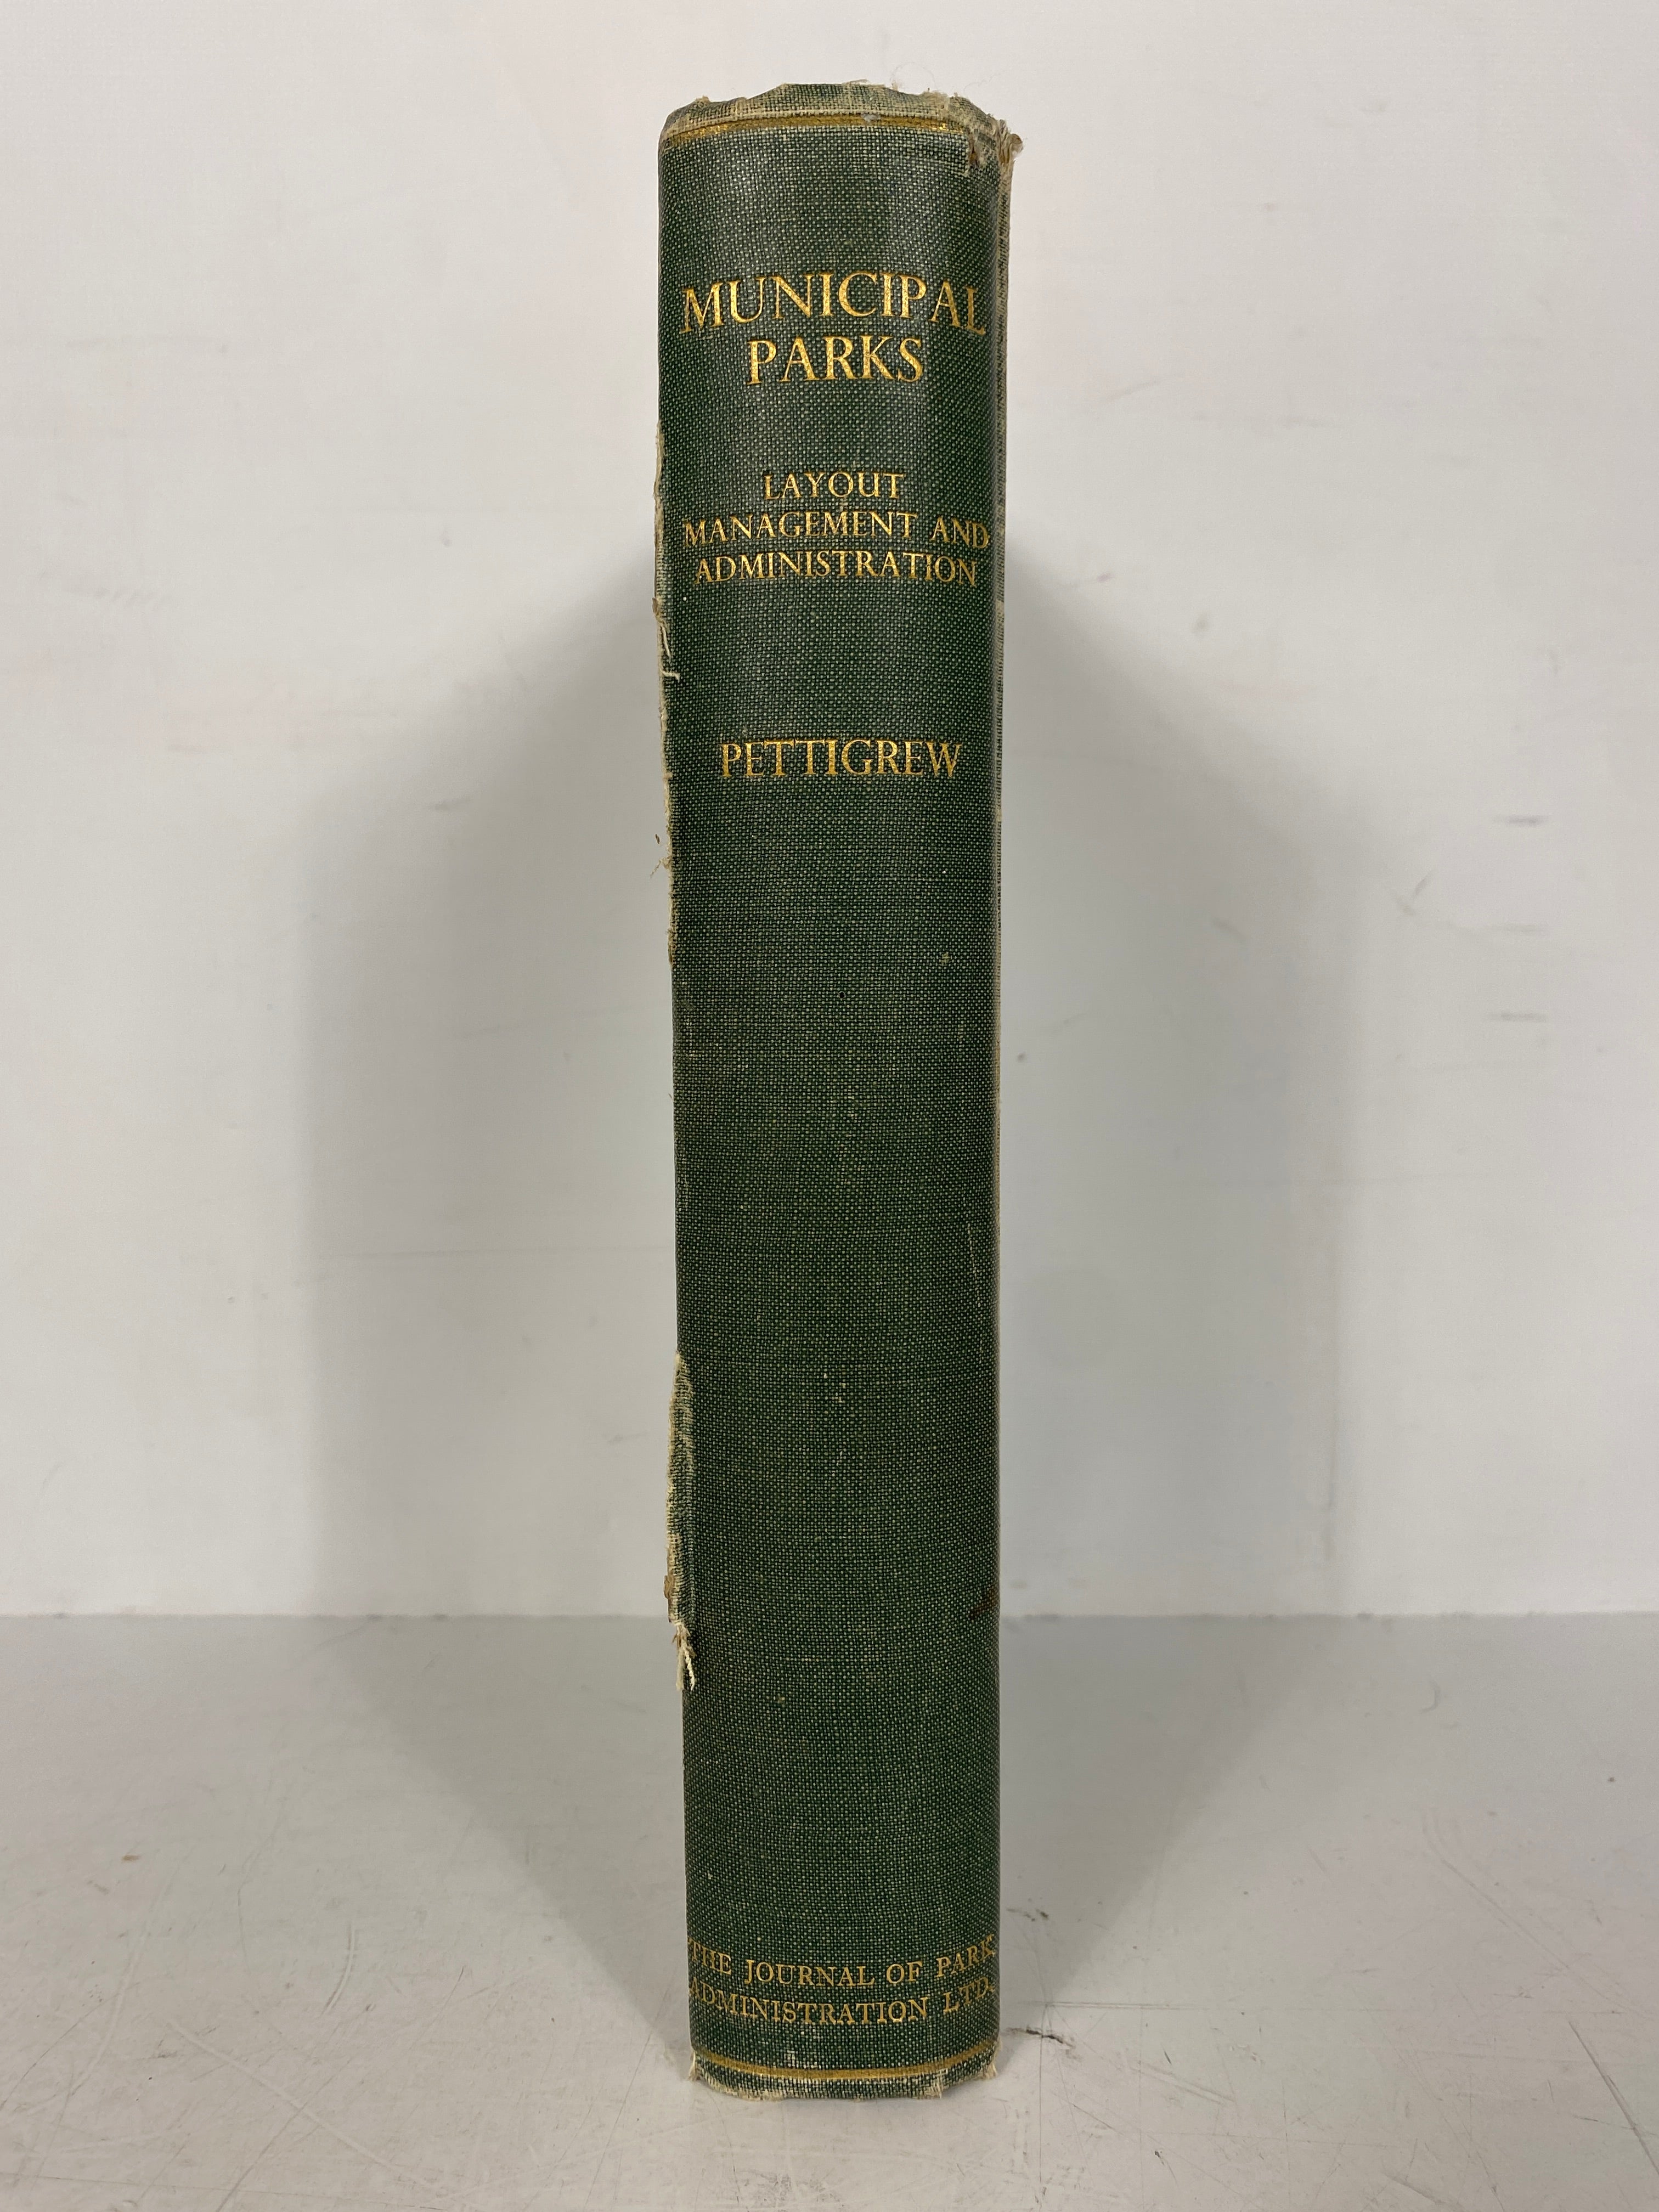 MUNICIPAL
PARKS
LAYOUT
MANAGEMENT AND
ADMINISTRATION
PETTIGREW
THE JOURNAL OF PARK
ADMINISTRATION LTD.